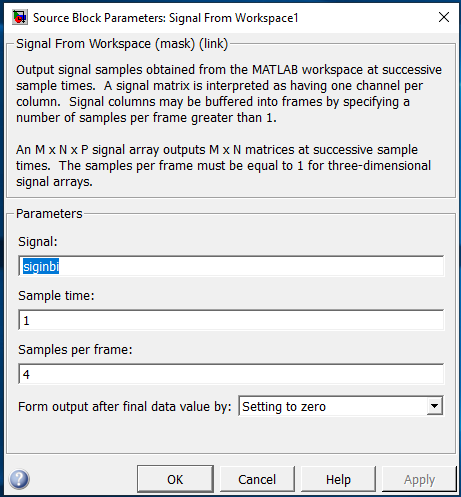 Source Block Parameters: Signal From Workspace1
Signal From Workspace (mask) (link)
Output signal samples obtained from the MATLAB workspace at successive
sample times.  A signal matrix is interpreted as having one channel per
column.  Signal columns may be buffered into frames by specifying a
number of samples per frame greater than 1.
An M x N x P signal array outputs M x N matrices at successive sample
times.  The samples per frame must be equal to 1 for three-dimensional
signal arrays.
Parameters
Signal:
siginbi
Sample time:
1
Samples per frame:
4
Form output after final data value by: Setting to zero
? OK Cancel Help Apply